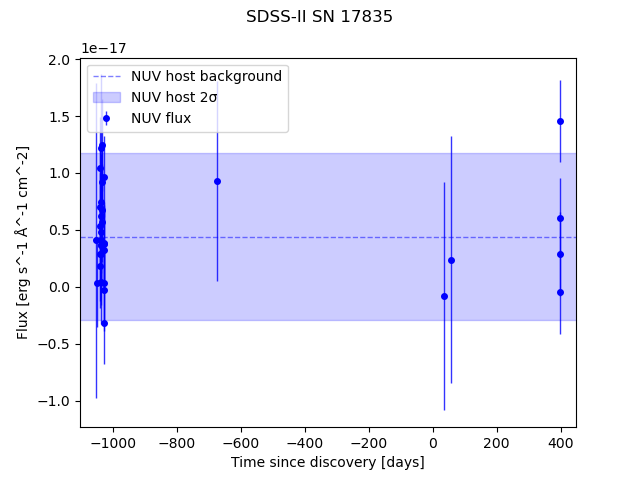 SDSS-II SN 17835
1e−17
2.0
1.5
1.0
0.5
0.0
−0.5
−1.0
Flux [erg s^-1 Å^-1 cm^-2]
NUV host background
NUV host 2σ
NUV flux
−1000 −800 −600 −400 −200 0 200 400
Time since discovery [days]